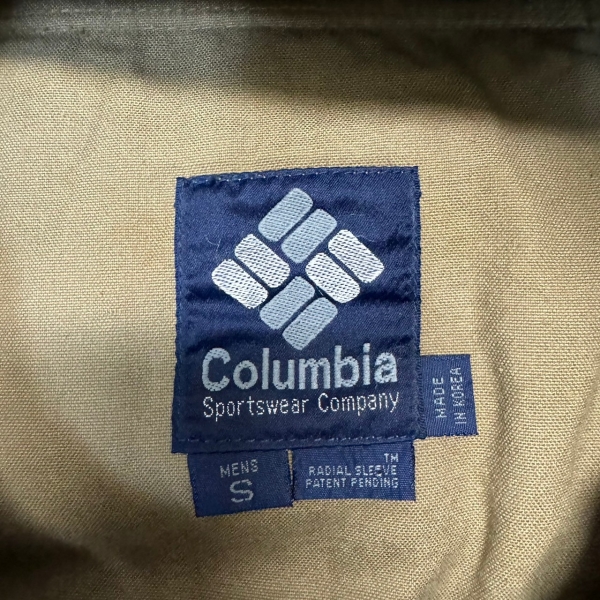 Columbia
Sportswear Company
MADE
IN KOREA
MENS
S
TM
RADIAL SLEEVE
PATENT PENDING